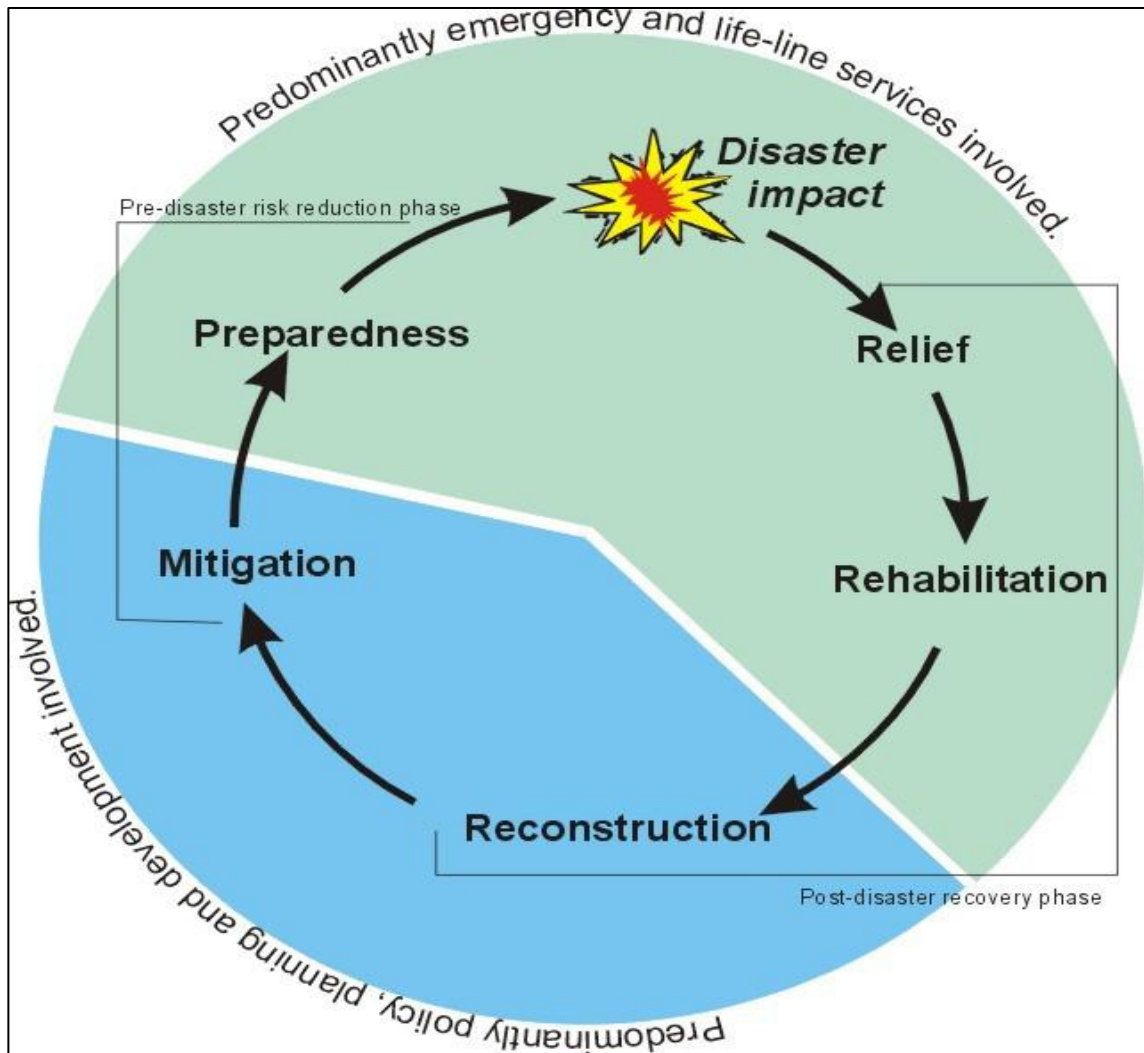 Predominantly emergency and life-line services involved.
Disaster
impact
Pre-disaster risk reduction phase
Preparedness
Relief
Mitigation
Rehabilitation
Reconstruction
Post-disaster recovery phase
Predominantly policy, planning and development involved.